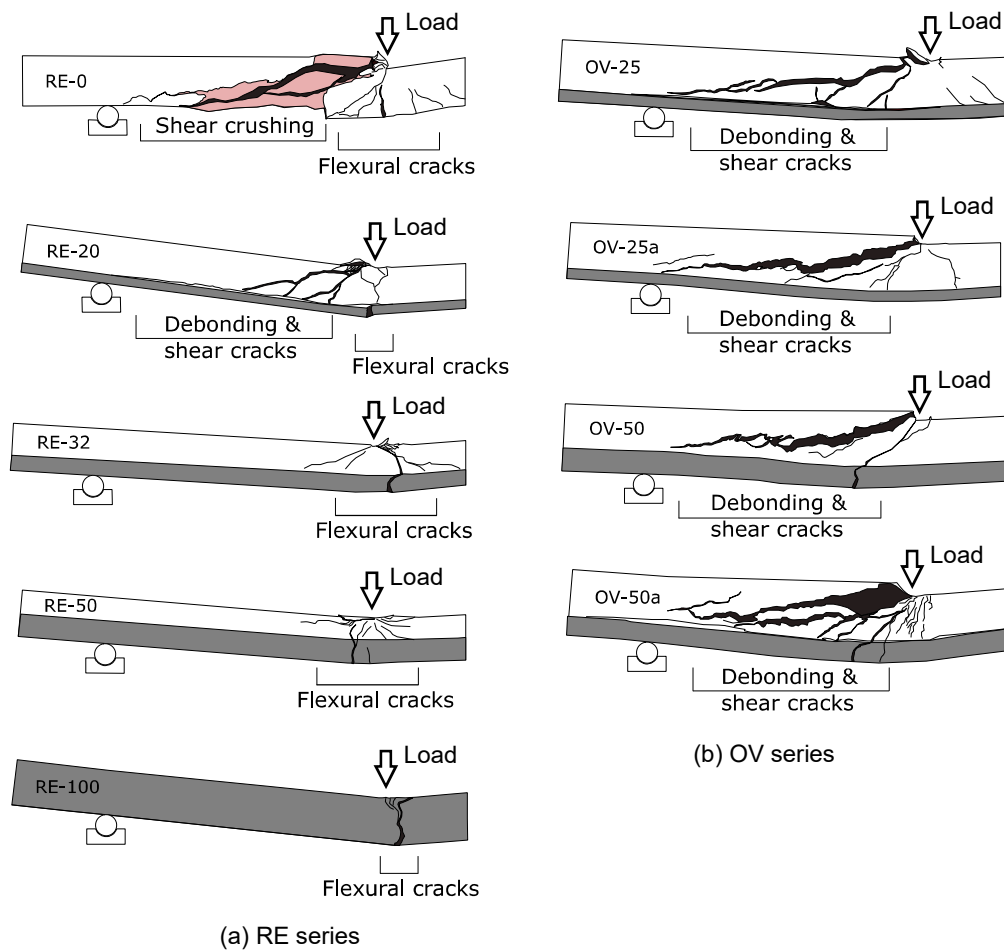 Load
RE-0
Shear crushing
Flexural cracks
Load
RE-20
Debonding &
shear cracks
Flexural cracks
Load
RE-32
Flexural cracks
Load
RE-50
Flexural cracks
Load
RE-100
Flexural cracks
(a) RE series
Load
OV-25
Debonding &
shear cracks
Load
OV-25a
Debonding &
shear cracks
Load
OV-50
Debonding &
shear cracks
Load
OV-50a
Debonding &
shear cracks
(b) OV series